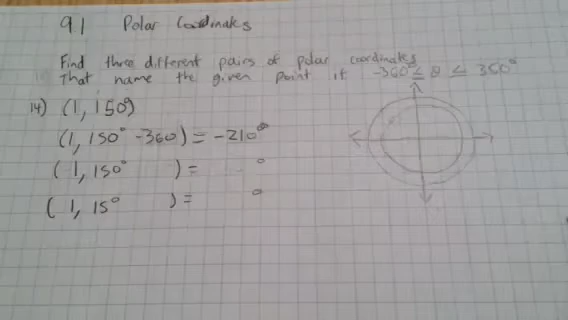 9.1 Polar Coordinates
Find three different pairs of polar coordinates
That name the given point if -360 ≤ θ ≤ 360°
14) (1, 150°)
(1, 150° -360) = -210°
(1, 150° ) = °
(1, 15° ) = °